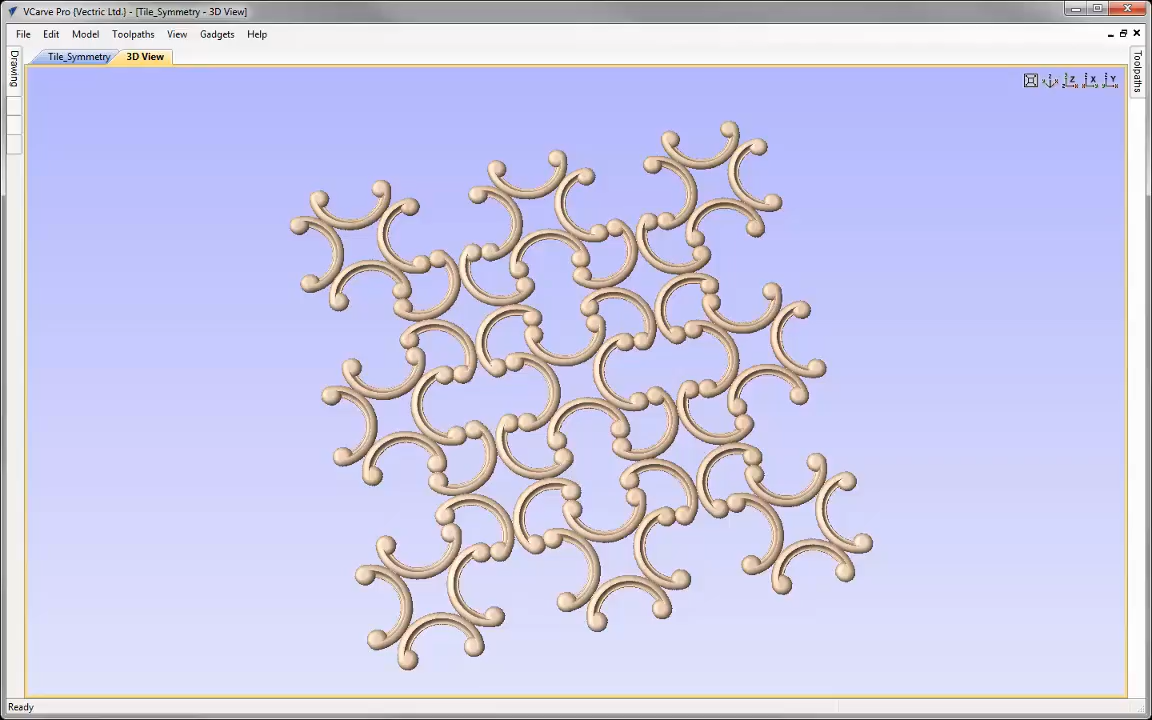 VCarve Pro {Vectric Ltd.} - [Tile_Symmetry - 3D View]
File Edit Model Toolpaths View Gadgets Help
Tile_Symmetry 3D View
Drawing
Toolpaths
Z X Y
Ready